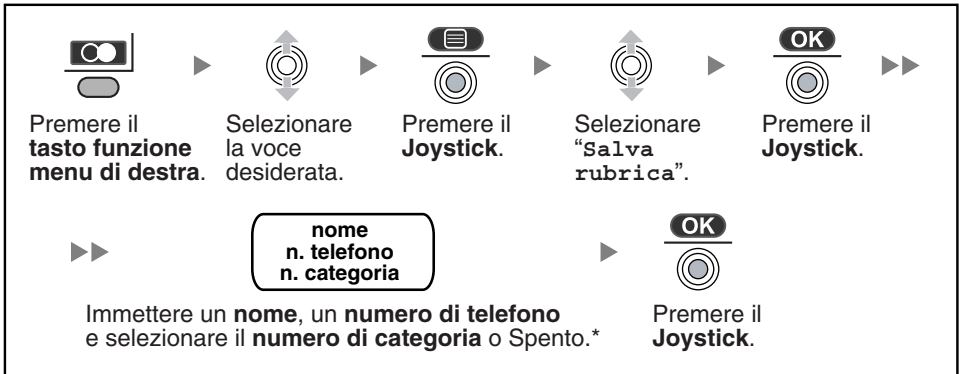 OK
Premere il
tasto funzione
menu di destra.
Selezionare
la voce
desiderata.
Premere il
Joystick.
Selezionare
“Salva
rubrica”.
Premere il
Joystick.
nome
n. telefono
n. categoria
OK
Immettere un nome, un numero di telefono
e selezionare il numero di categoria o Spento.*
Premere il
Joystick.